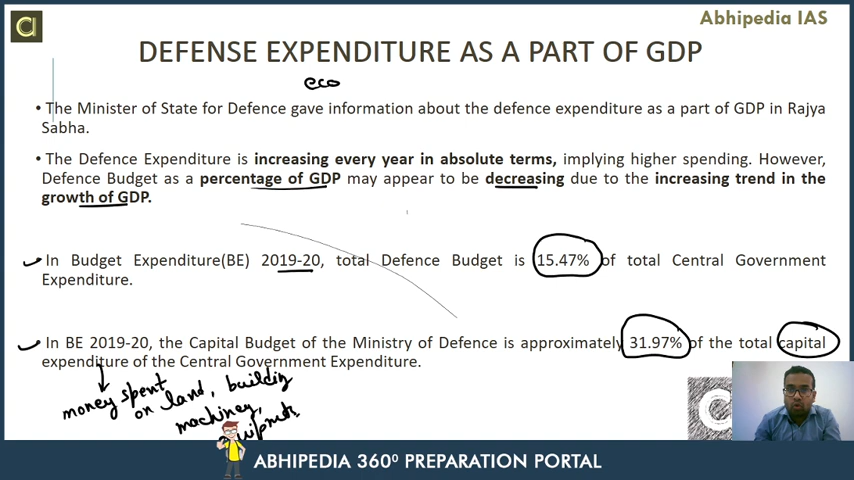 Abhipedia IAS
DEFENSE EXPENDITURE AS A PART OF GDP
eco
• The Minister of State for Defence gave information about the defence expenditure as a part of GDP in Rajya
Sabha.
• The Defence Expenditure is increasing every year in absolute terms, implying higher spending. However,
Defence Budget as a percentage of GDP may appear to be decreasing due to the increasing trend in the
growth of GDP.
In Budget Expenditure(BE) 2019-20, total Defence Budget is 15.47% of total Central Government
Expenditure.
In BE 2019-20, the Capital Budget of the Ministry of Defence is approximately 31.97% of the total capital
expenditure of the Central Government Expenditure.
money spent
on land, building
machinery,
ABHIPEDIA 360⁰ PREPARATION PORTAL